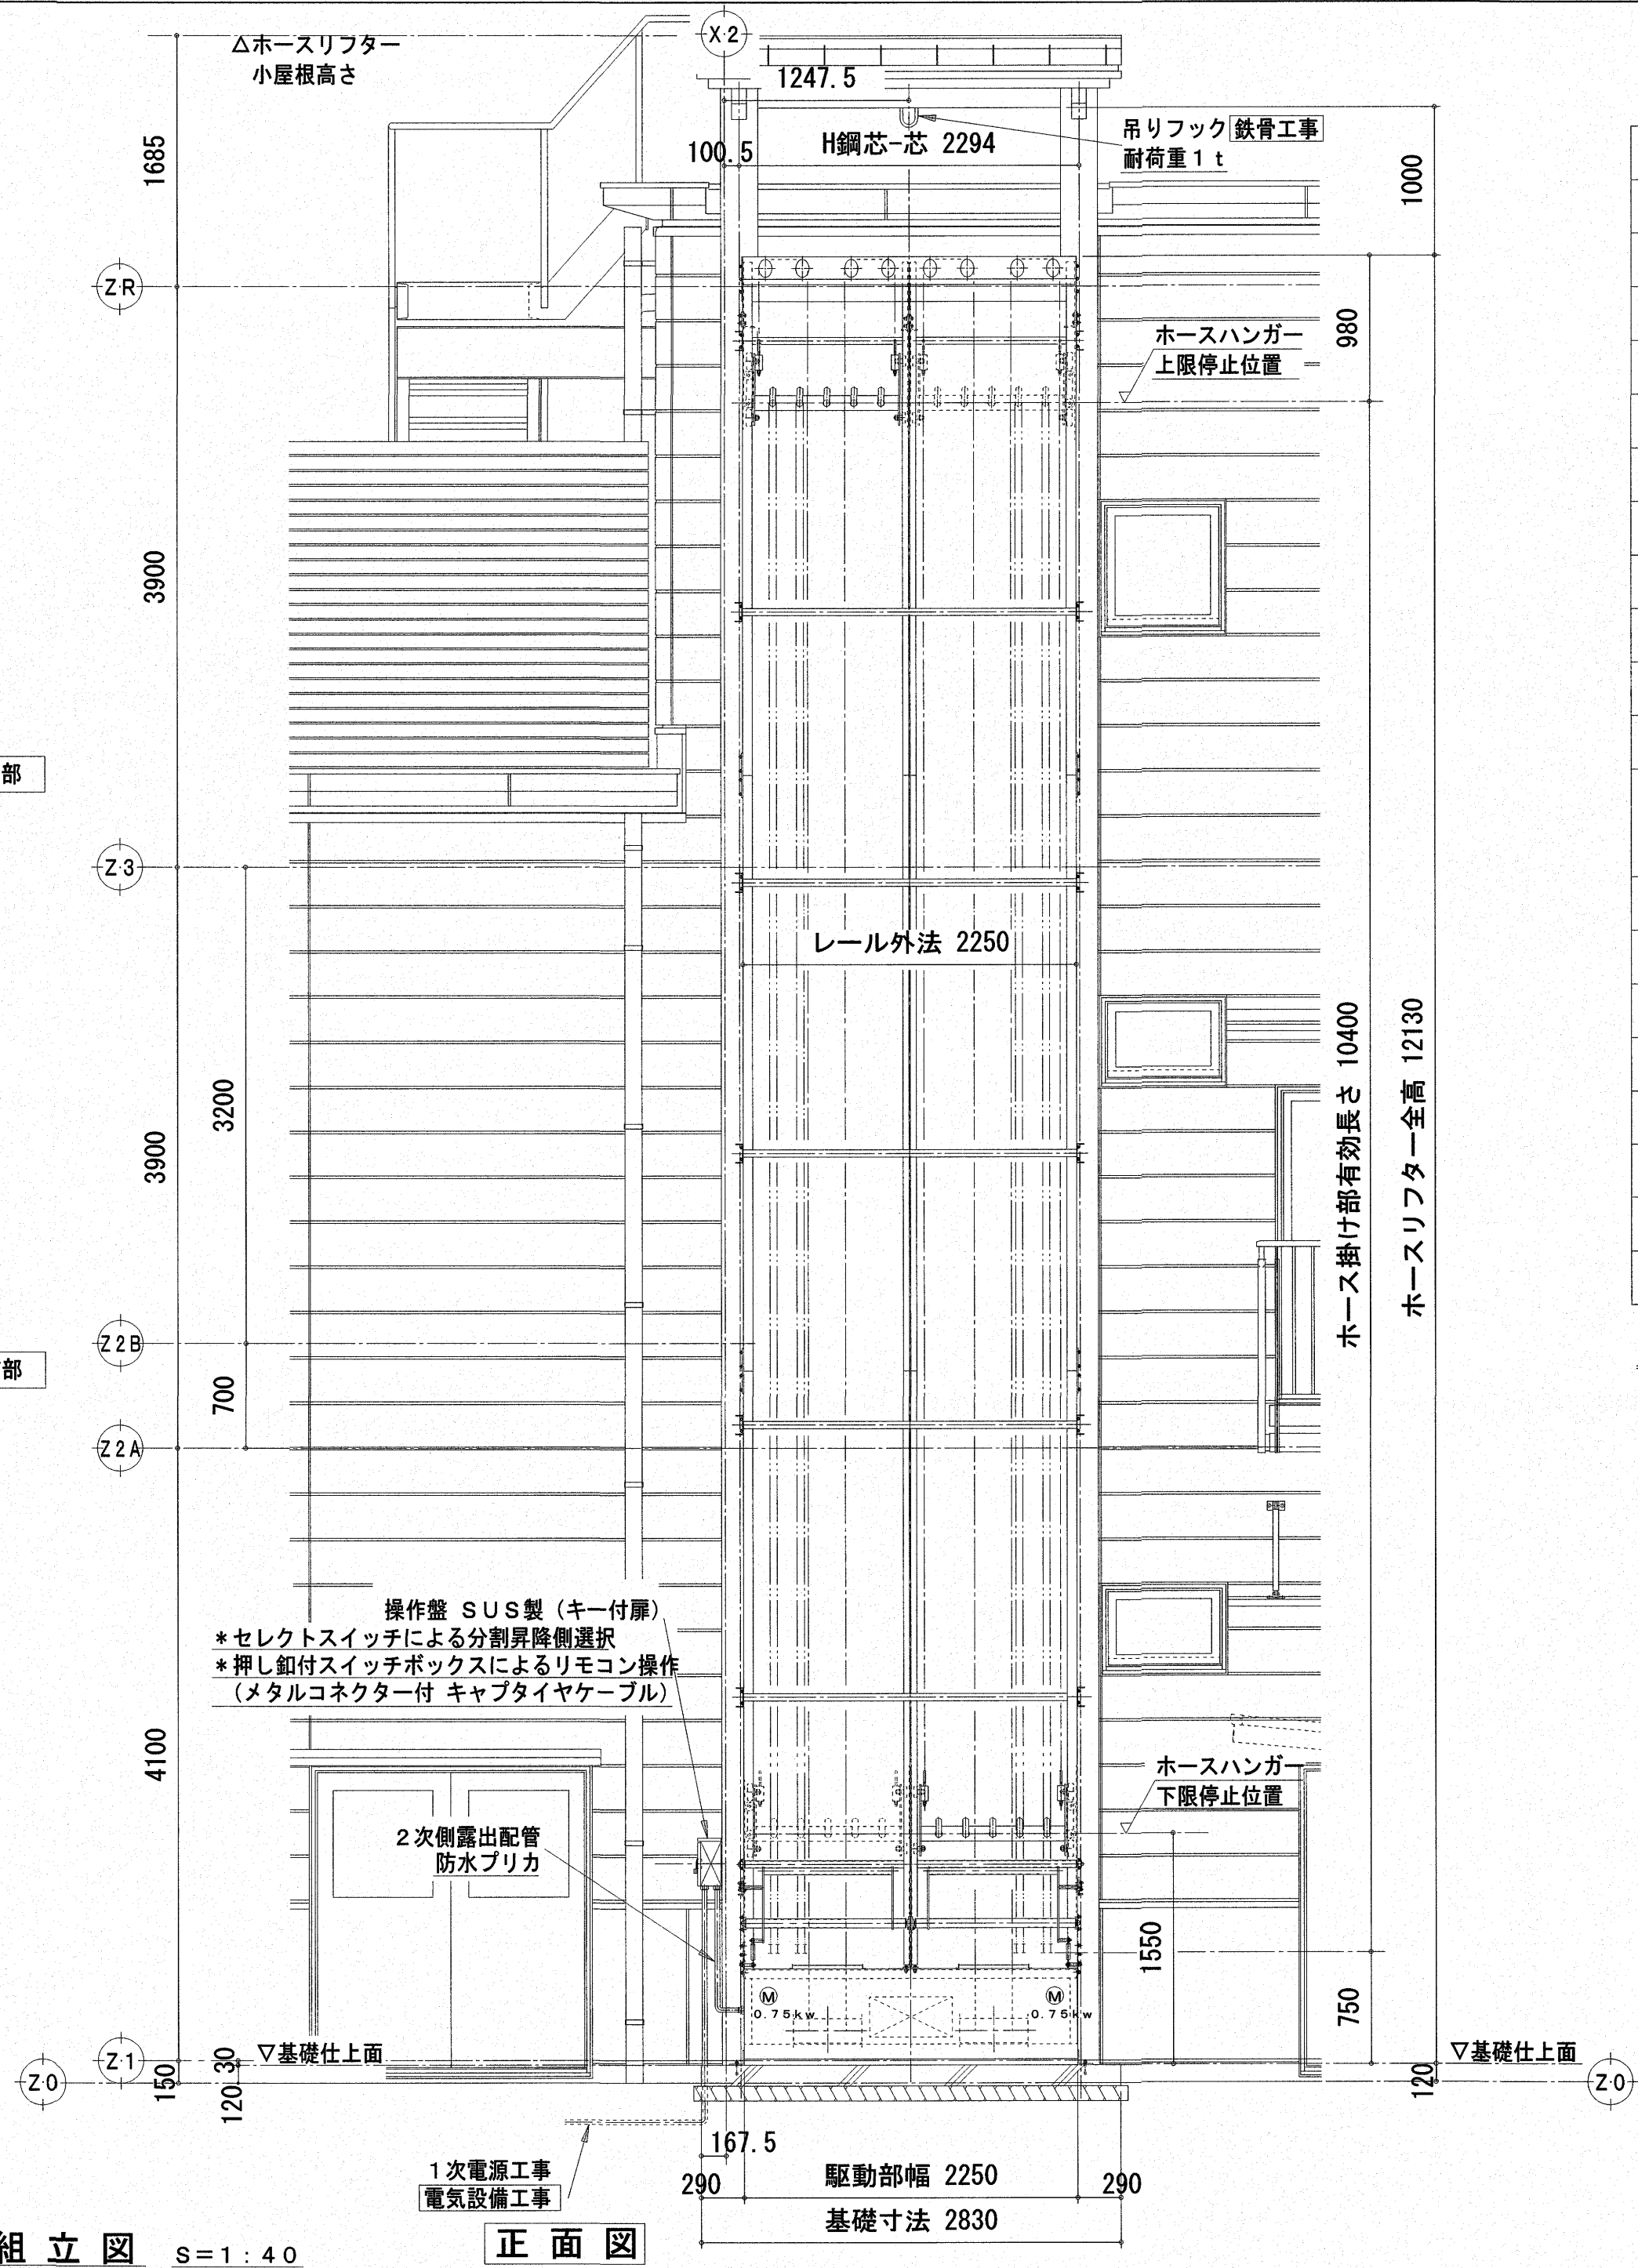 △ホースリフター
小屋根高さ
X2
1247.5
H鋼芯-芯 2294
100.5
吊りフック 鉄骨工事
耐荷重1t
1685
1000
ZR
980
ホースハンガー
上限停止位置
3900
部
Z3
レール外法 2250
3200
3900
ホース掛け部有効長さ 10400
ホースリフター全高 12130
Z2B
部
700
Z2A
操作盤 SUS製(キー付扉)
*セレクトスイッチによる分割昇降側選択
*押し釦付スイッチボックスによるリモコン操作
(メタルコネクター付 キャプタイヤケーブル)
4100
ホースハンガー
下限停止位置
2次側露出配管
防水プリカ
1550
750
M
0.75kw
M
0.75kw
Z1
▽基礎仕上面
30
150
120
Z0
▽基礎仕上面
120
Z0
167.5
1次電源工事
電気設備工事
290
駆動部幅 2250
290
基礎寸法 2830
組立図 S=1:40
正面図